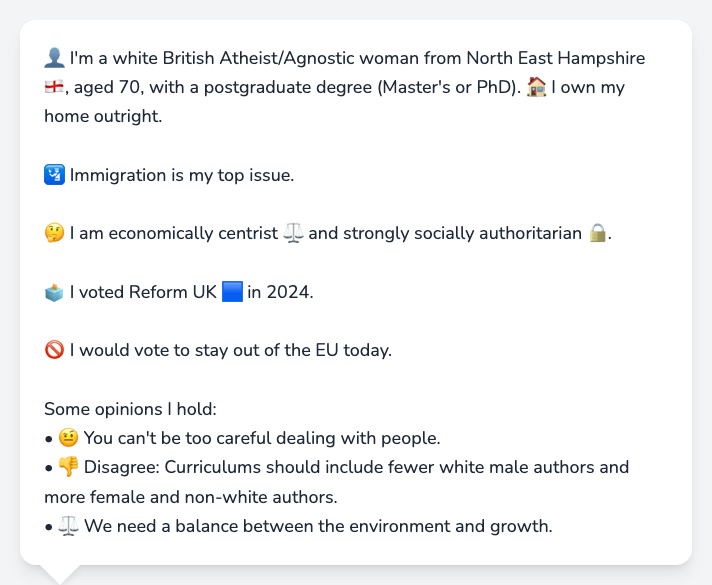 👤 I'm a white British Atheist/Agnostic woman from North East Hampshire
🏴󠁧󠁢󠁥󠁮󠁧󠁿, aged 70, with a postgraduate degree (Master's or PhD). 🏠 I own my
home outright.
🛂 Immigration is my top issue.
🤔 I am economically centrist ⚖️ and strongly socially authoritarian 🔒.
🗳️ I voted Reform UK 🟦 in 2024.
🚫 I would vote to stay out of the EU today.
Some opinions I hold:
• 🤨 You can't be too careful dealing with people.
• 👎 Disagree: Curriculums should include fewer white male authors and
more female and non-white authors.
• ⚖️ We need a balance between the environment and growth.